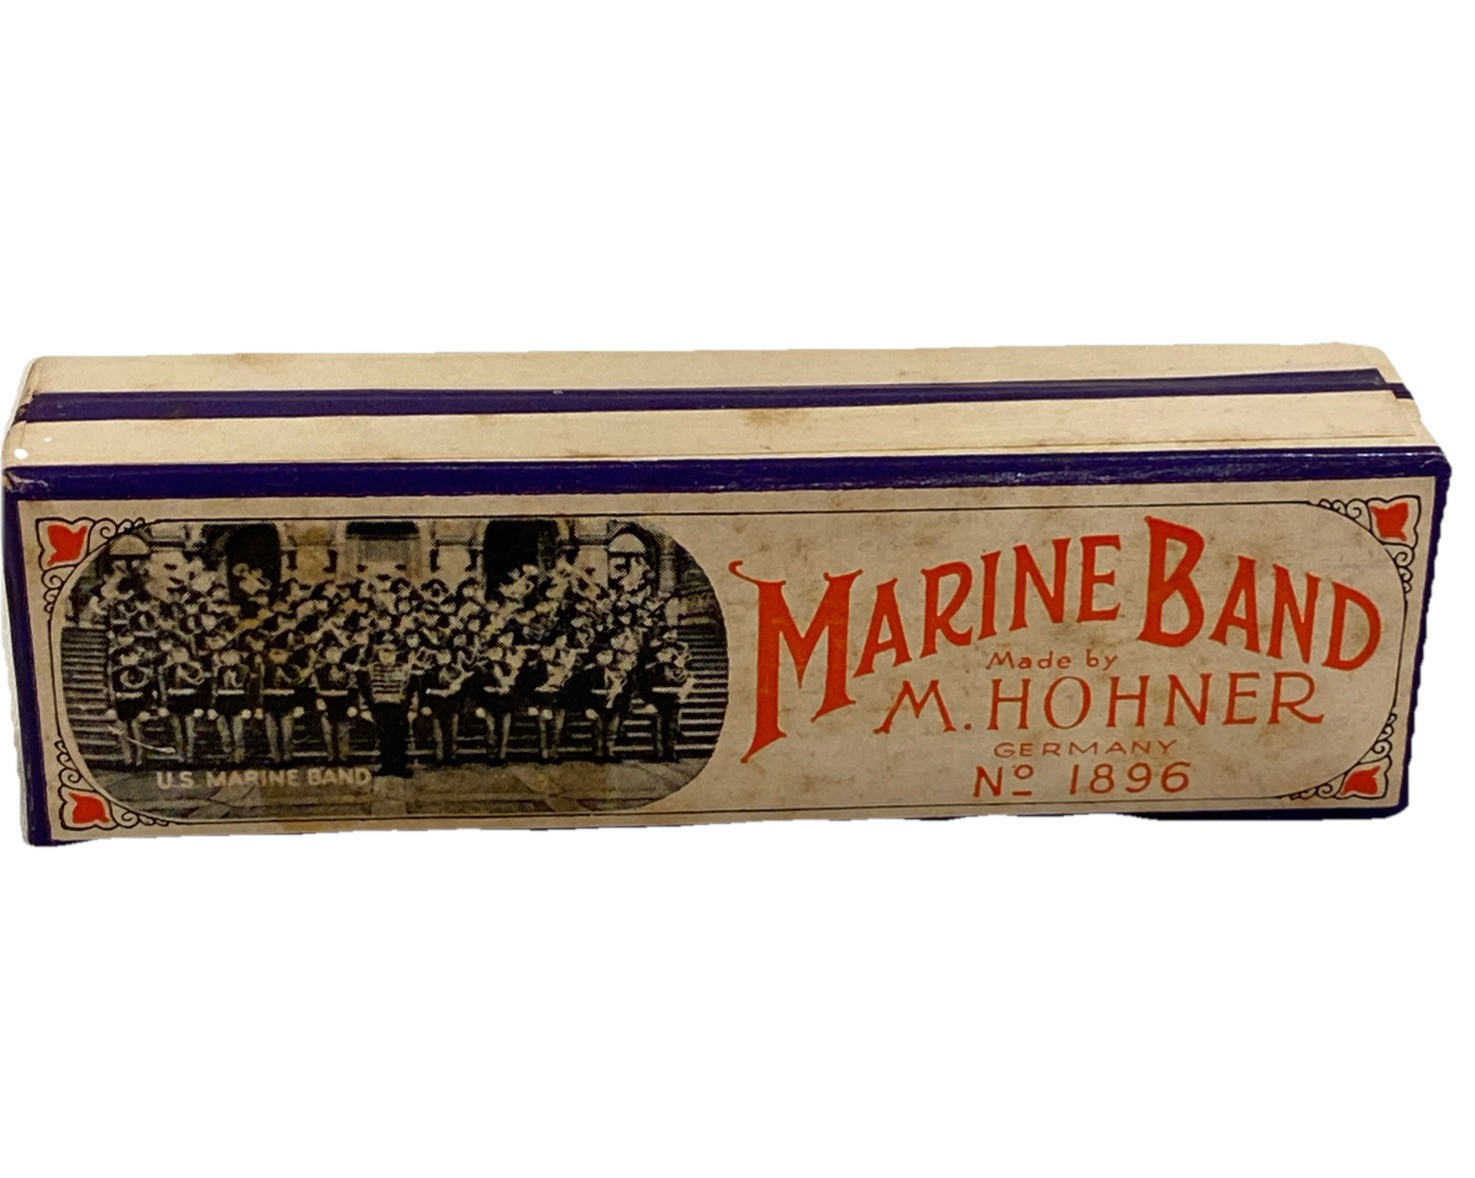 U.S. MARINE BAND
MARINE BAND
Made by
M. HOHNER
GERMANY
Nº 1896